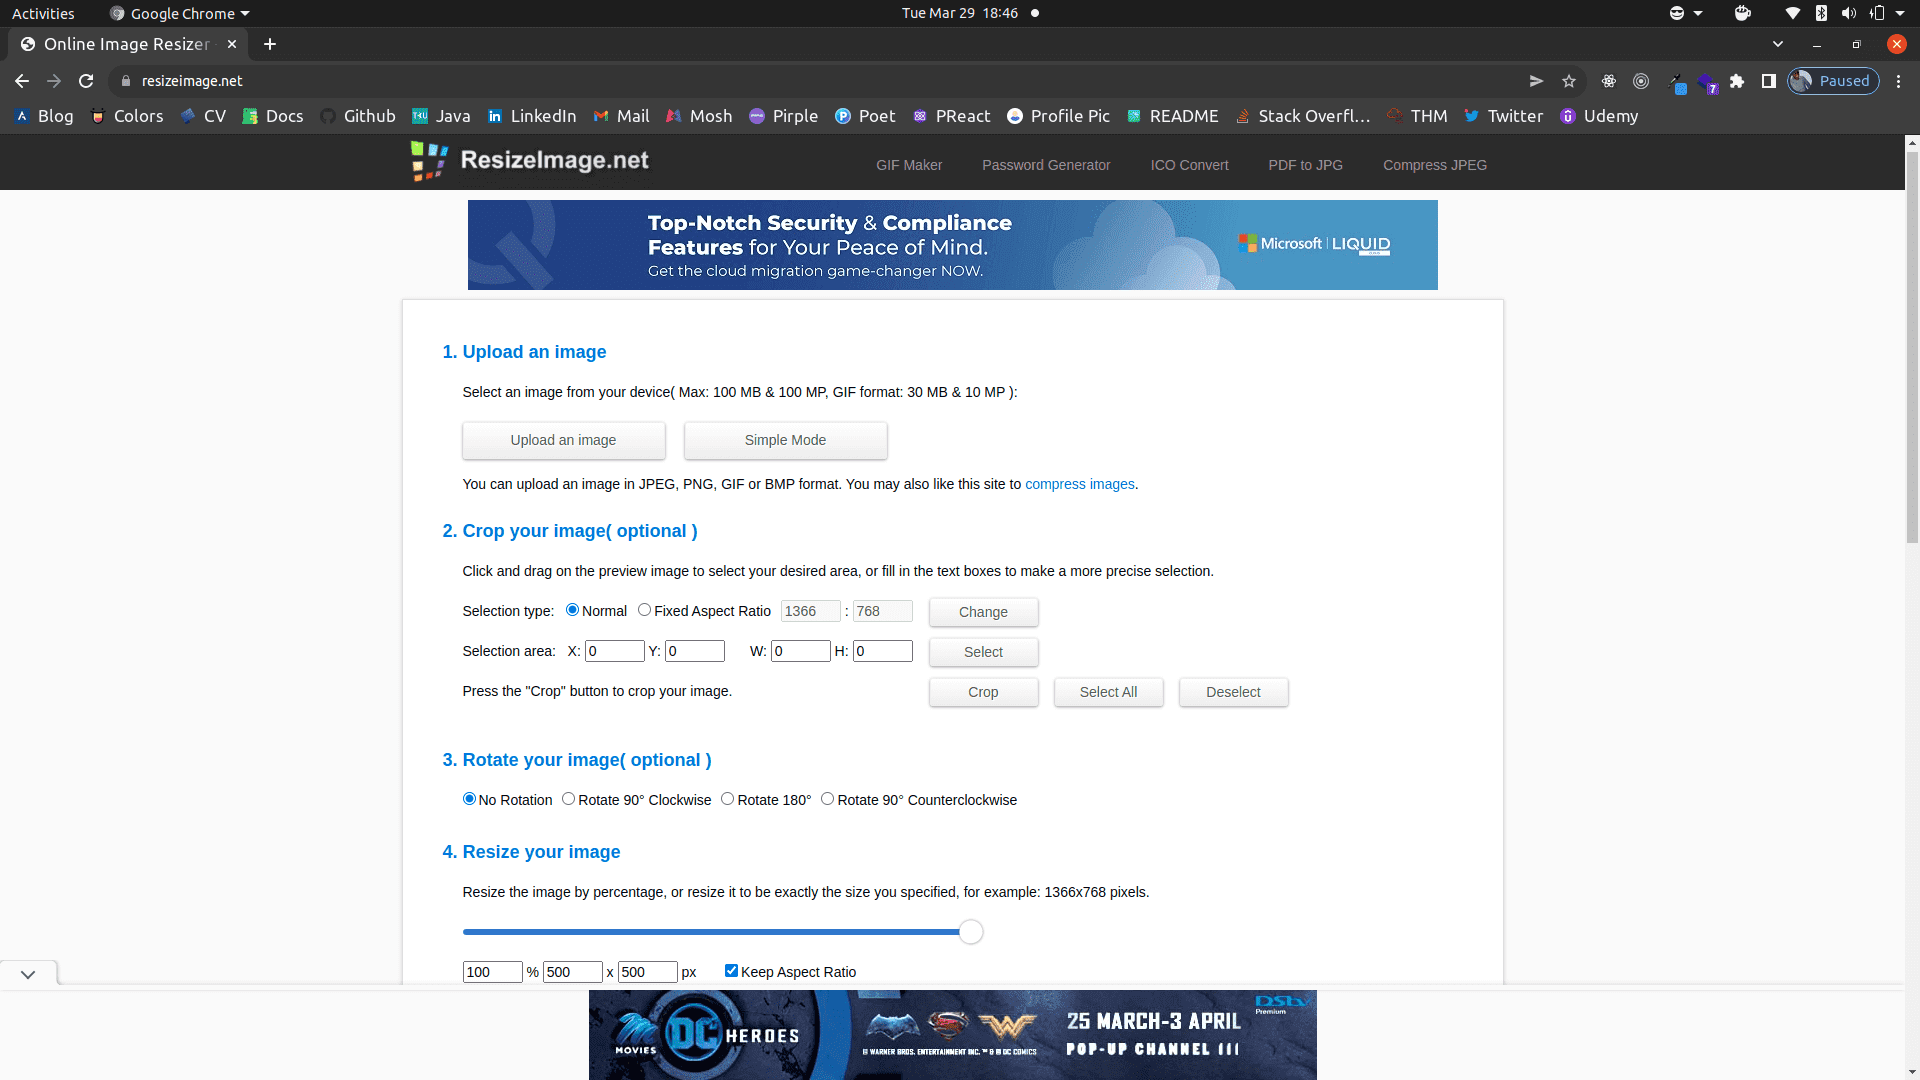 Activities Google Chrome Tue Mar 29 18:46
Online Image Resizer
resizeimage.net Paused
Blog Colors CV Docs Github Java LinkedIn Mail Mosh Pirple Poet PReact Profile Pic README Stack Overfl... THM Twitter Udemy
ResizeImage.net GIF Maker Password Generator ICO Convert PDF to JPG Compress JPEG
Top-Notch Security & Compliance
Features for Your Peace of Mind.
Get the cloud migration game-changer NOW.
Microsoft | LIQUID
1. Upload an image
Select an image from your device( Max: 100 MB & 100 MP, GIF format: 30 MB & 10 MP ):
Upload an image Simple Mode
You can upload an image in JPEG, PNG, GIF or BMP format. You may also like this site to compress images.
2. Crop your image( optional )
Click and drag on the preview image to select your desired area, or fill in the text boxes to make a more precise selection.
Selection type: Normal Fixed Aspect Ratio 1366 : 768 Change
Selection area: X: 0 Y: 0 W: 0 H: 0 Select
Press the "Crop" button to crop your image. Crop Select All Deselect
3. Rotate your image( optional )
No Rotation Rotate 90° Clockwise Rotate 180° Rotate 90° Counterclockwise
4. Resize your image
Resize the image by percentage, or resize it to be exactly the size you specified, for example: 1366x768 pixels.
100 % 500 x 500 px Keep Aspect Ratio
M MOVIES DC HEROES
25 MARCH-3 APRIL
POP-UP CHANNEL 111
DStv
Premium